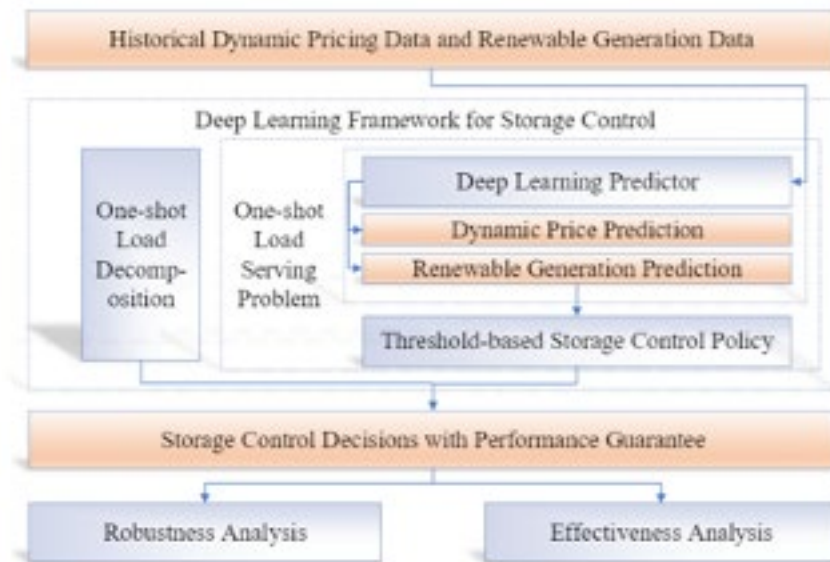 Historical Dynamic Pricing Data and Renewable Generation Data
Deep Learning Framework for Storage Control
One-shot
Load
Decomp-
osition
One-shot
Load
Serving
Problem
Deep Learning Predictor
Dynamic Price Prediction
Renewable Generation Prediction
Threshold-based Storage Control Policy
Storage Control Decisions with Performance Guarantee
Robustness Analysis
Effectiveness Analysis